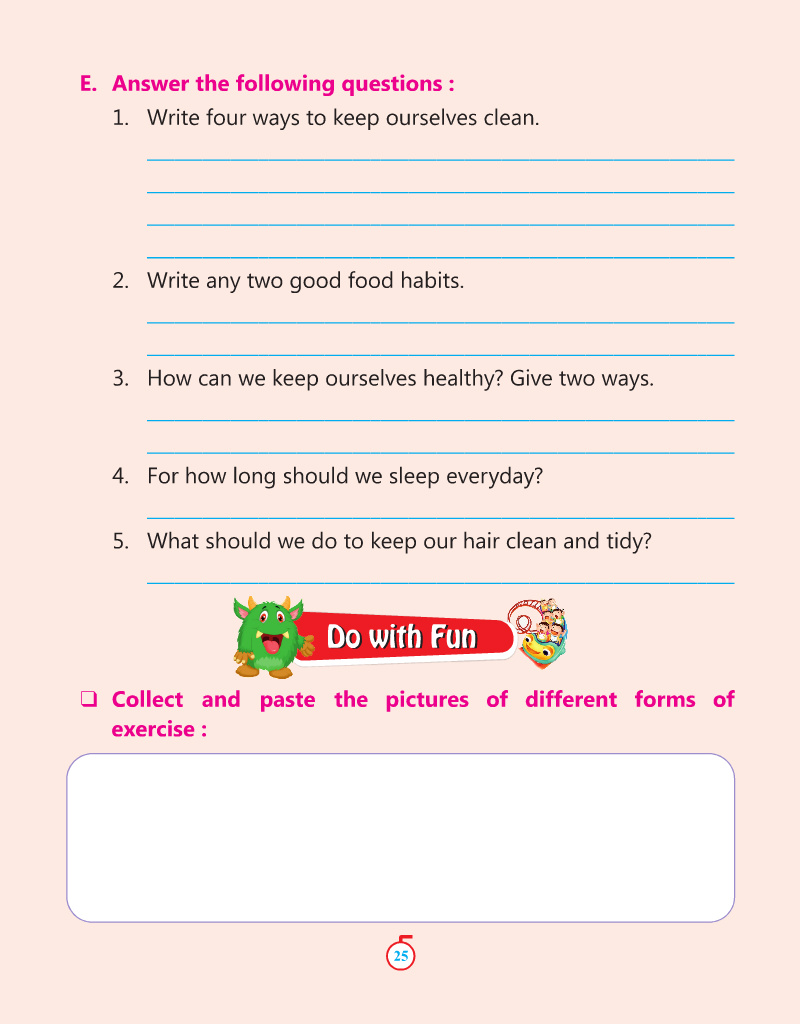 E. Answer the following questions :
1. Write four ways to keep ourselves clean.
2. Write any two good food habits.
3. How can we keep ourselves healthy? Give two ways.
4. For how long should we sleep everyday?
5. What should we do to keep our hair clean and tidy?
Do with Fun
❑ Collect and paste the pictures of different forms of
exercise :
25